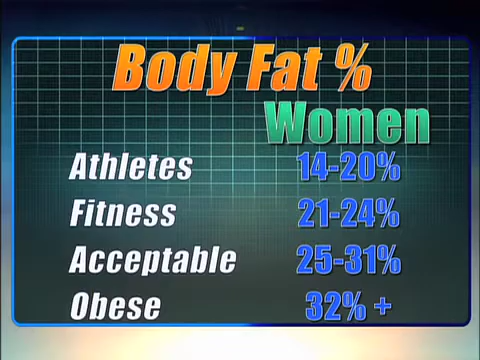 Body Fat %
Women
Athletes 14-20%
Fitness 21-24%
Acceptable 25-31%
Obese 32% +